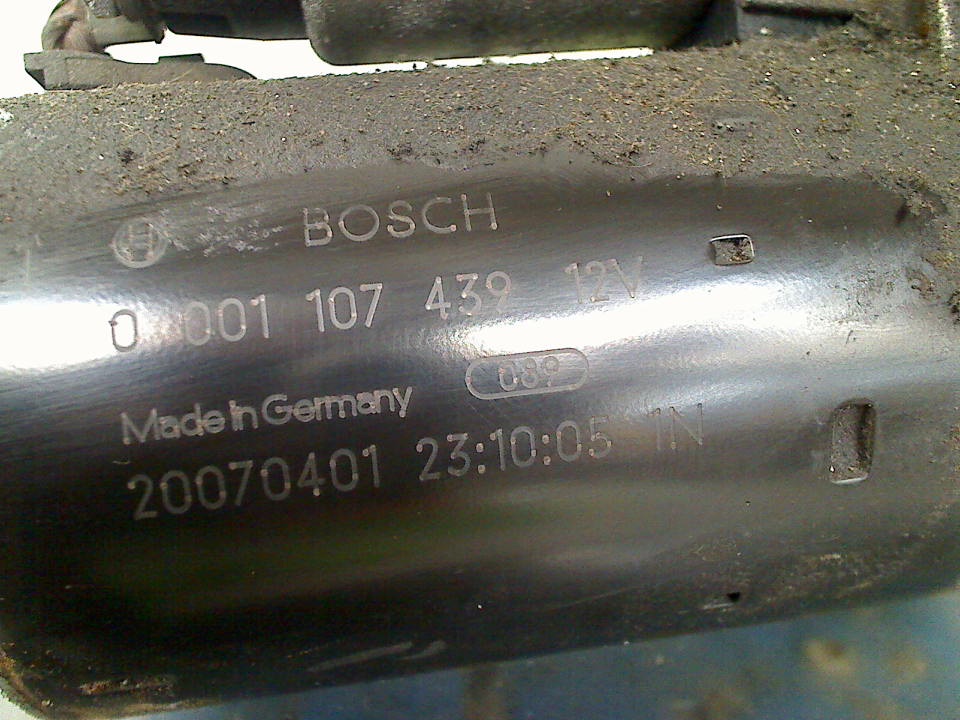 BOSCH
0 001 107 439 12V
089
Made in Germany
20070401 23:10:05 1N